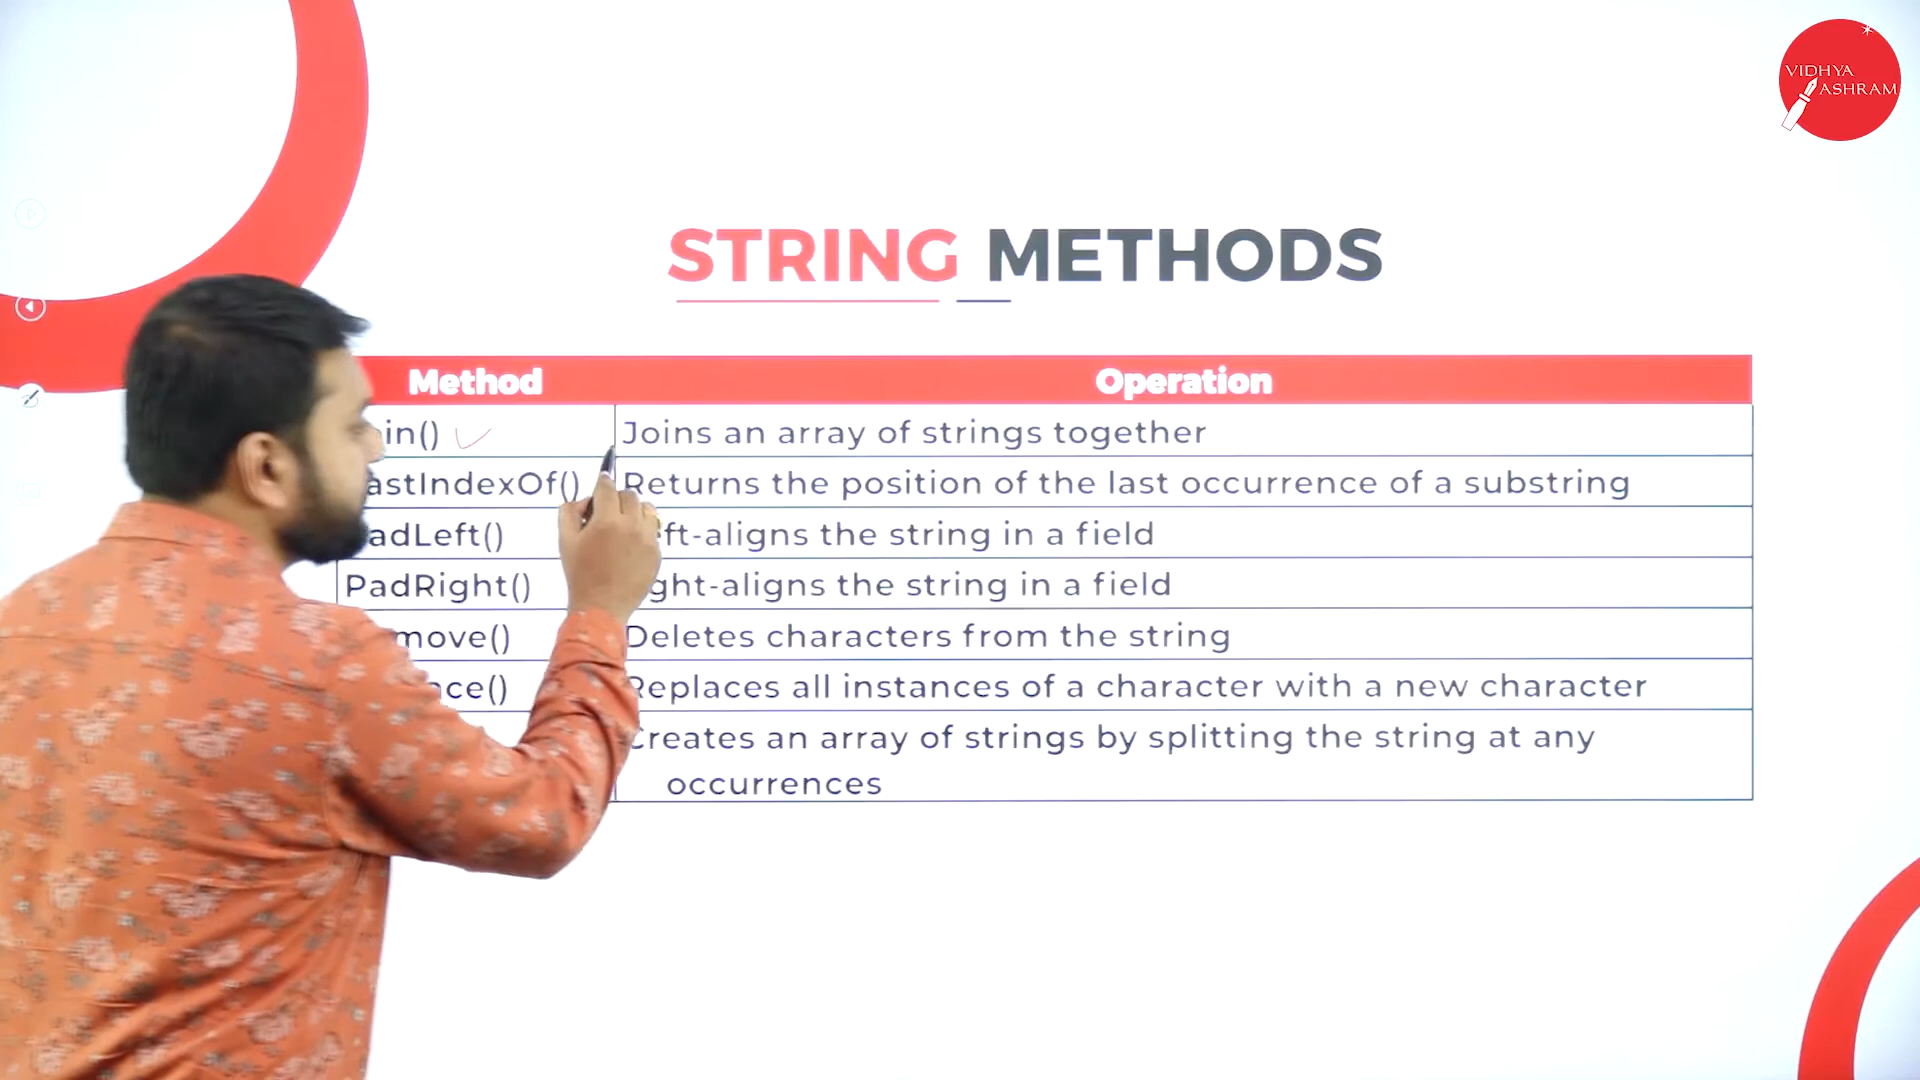 VIDHYA
ASHRAM
STRING METHODS
Method Operation
in() Joins an array of strings together
astIndexOf() Returns the position of the last occurrence of a substring
adLeft() ft-aligns the string in a field
PadRight() ght-aligns the string in a field
move() Deletes characters from the string
ace() Replaces all instances of a character with a new character
Creates an array of strings by splitting the string at any
occurrences